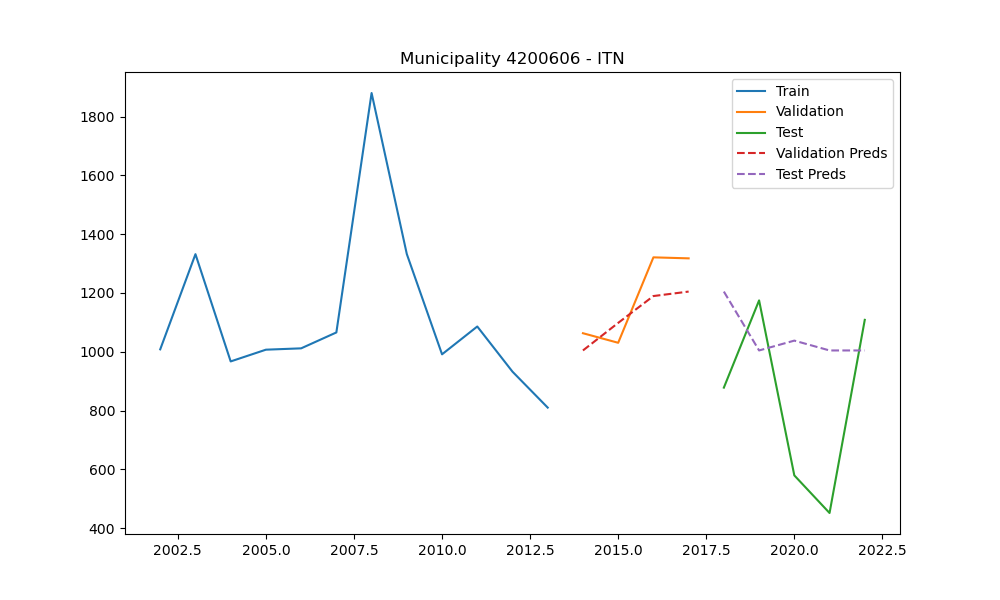 Municipality 4200606 - ITN
Train
Validation
Test
Validation Preds
Test Preds
1800
1600
1400
1200
1000
800
600
400
2002.5 2005.0 2007.5 2010.0 2012.5 2015.0 2017.5 2020.0 2022.5